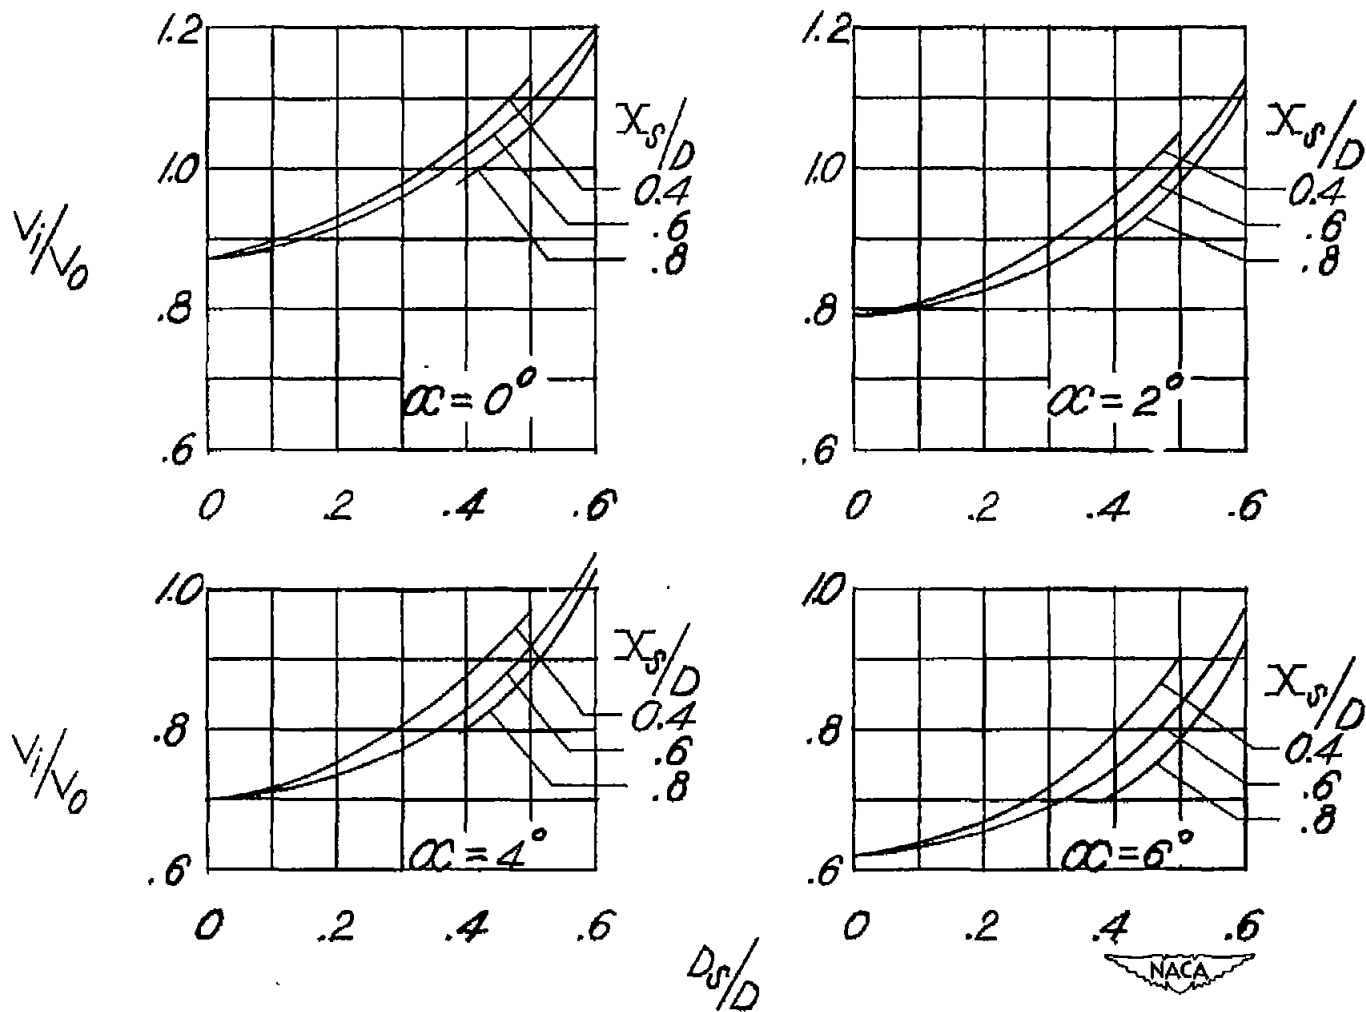 1.2
1.0
.8
.6
Vi/Vo
Xs/D
0.4
.6
.8
α = 0°
0 .2 .4 .6
1.2
1.0
.8
.6
Xs/D
0.4
.6
.8
α = 2°
0 .2 .4 .6
1.0
.8
.6
Vi/Vo
Xs/D
0.4
.6
.8
α = 4°
0 .2 .4 .6
1.0
.8
.6
Xs/D
0.4
.6
.8
α = 6°
0 .2 .4 .6
Ds/D
NACA